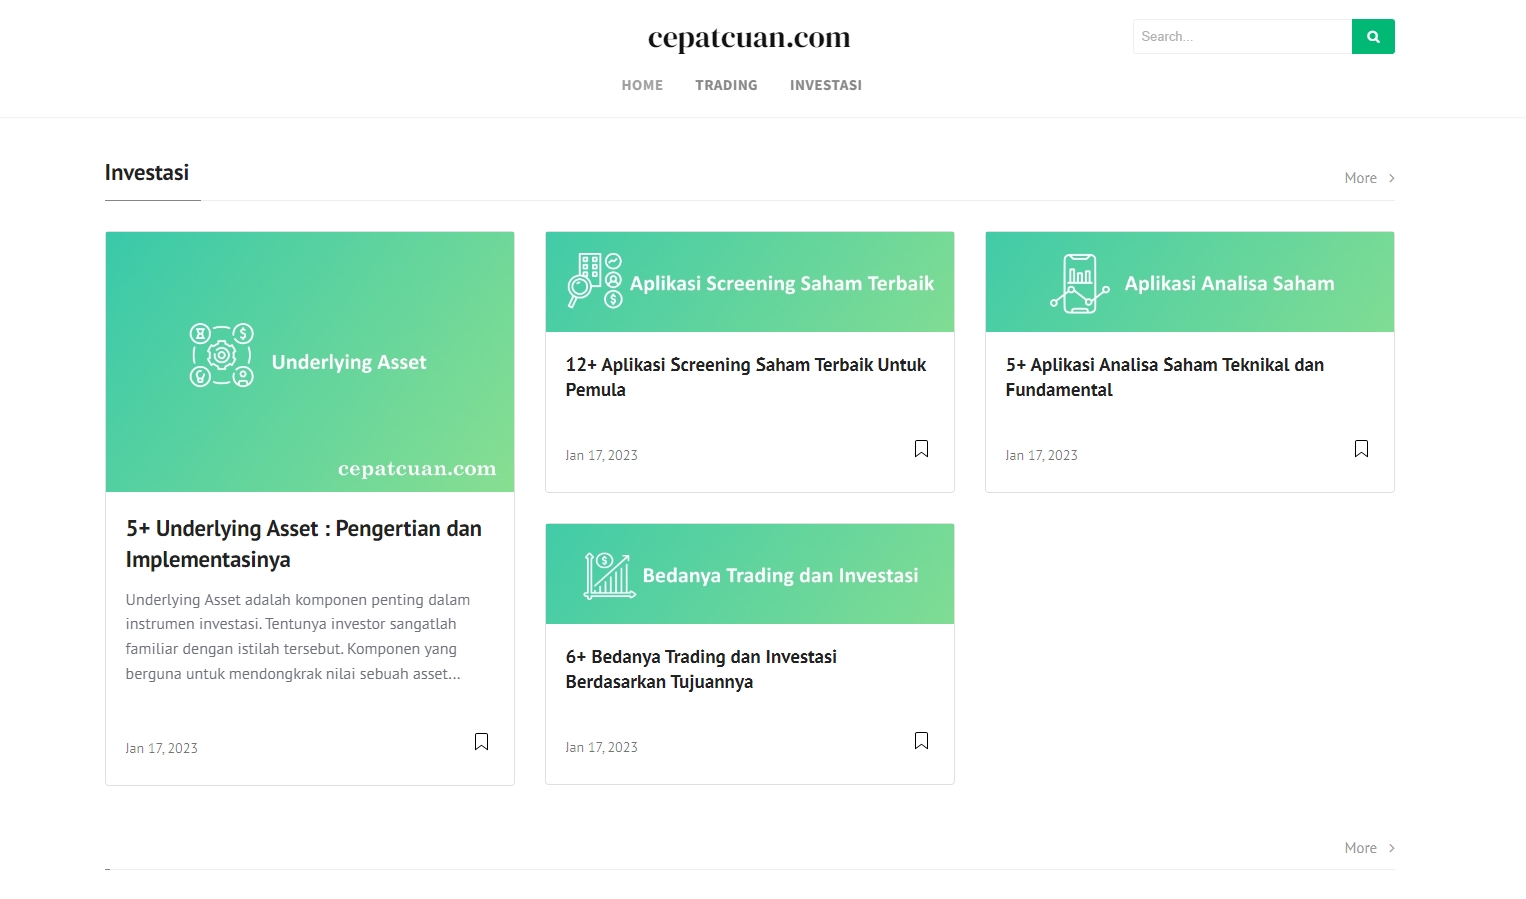 cepatcuan.com
Search...
HOME TRADING INVESTASI
Investasi
More
Underlying Asset
cepatcuan.com
5+ Underlying Asset : Pengertian dan
Implementasinya
Underlying Asset adalah komponen penting dalam
instrumen investasi. Tentunya investor sangatlah
familiar dengan istilah tersebut. Komponen yang
berguna untuk mendongkrak nilai sebuah asset...
Jan 17, 2023
Aplikasi Screening Saham Terbaik
12+ Aplikasi Screening Saham Terbaik Untuk
Pemula
Jan 17, 2023
Aplikasi Analisa Saham
5+ Aplikasi Analisa Saham Teknikal dan
Fundamental
Jan 17, 2023
Bedanya Trading dan Investasi
6+ Bedanya Trading dan Investasi
Berdasarkan Tujuannya
Jan 17, 2023
More